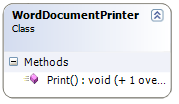 WordDocumentPrinter
Class
Methods
Print() : void (+ 1 ove...